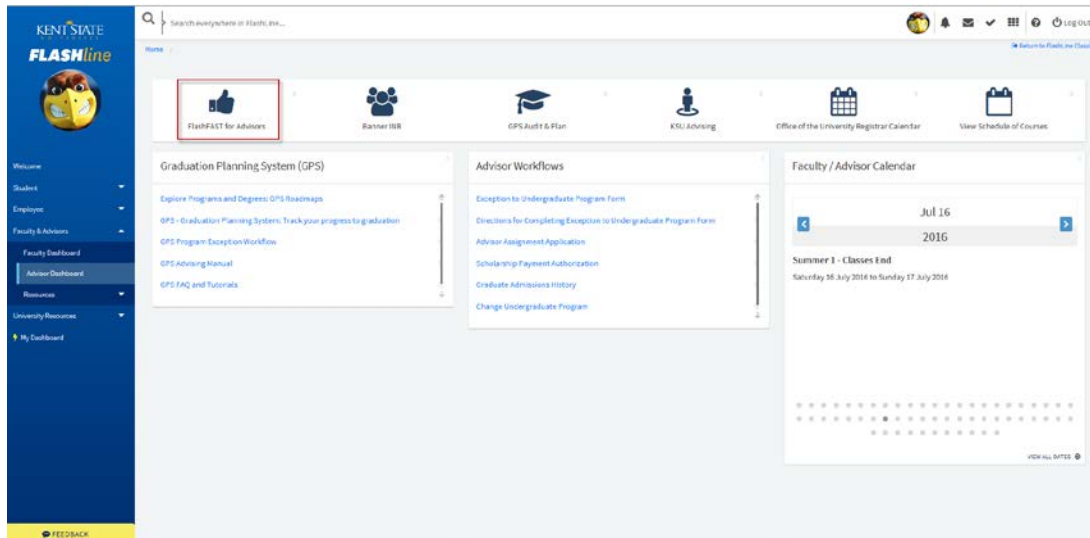 KENT STATE
UNIVERSITY
FLASHline
Search everywhere in FlashLine...
Log Out
Home /
Return to FlashLine Classic
FlashFAST for Advisors
Banner INB
GPS Audit & Plan
KSU Advising
Office of the University Registrar Calendar
View Schedule of Courses
Welcome
Student
Employee
Faculty & Advisors
Faculty Dashboard
Advisor Dashboard
Resources
University Resources
My Dashboard
FEEDBACK
Graduation Planning System (GPS)
Explore Programs and Degrees: GPS Roadmaps
GPS - Graduation Planning System: Track your progress to graduation
GPS Program Exception Workflow
GPS Advising Manual
GPS FAQ and Tutorials
Advisor Workflows
Exception to Undergraduate Program Form
Directions for Completing Exception to Undergraduate Program Form
Advisor Assignment Application
Scholarship Payment Authorization
Graduate Admissions History
Change Undergraduate Program
Faculty / Advisor Calendar
Jul 16
2016
Summer 1 - Classes End
Saturday 16 July 2016 to Sunday 17 July 2016
VIEW ALL DATES